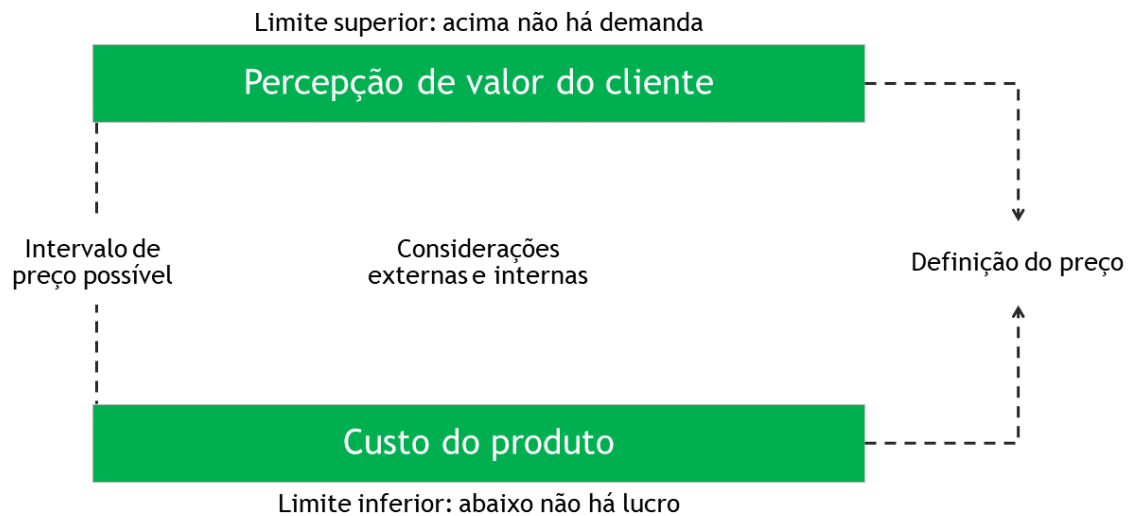 Limite superior: acima não há demanda
Percepção de valor do cliente
Intervalo de
preço possível
Considerações
externas e internas
Definição do preço
Custo do produto
Limite inferior: abaixo não há lucro